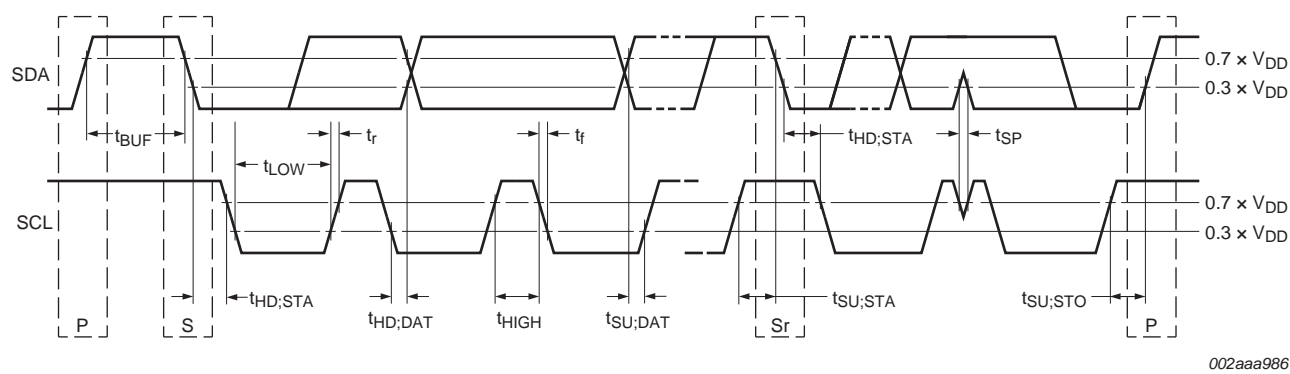 SDA
0.7 × VDD
0.3 × VDD
tBUF
tr
tf
tHD;STA
tSP
tLOW
SCL
0.7 × VDD
0.3 × VDD
tHD;STA
tHD;DAT
tHIGH
tSU;DAT
tSU;STA
tSU;STO
P
S
Sr
P
002aaa986